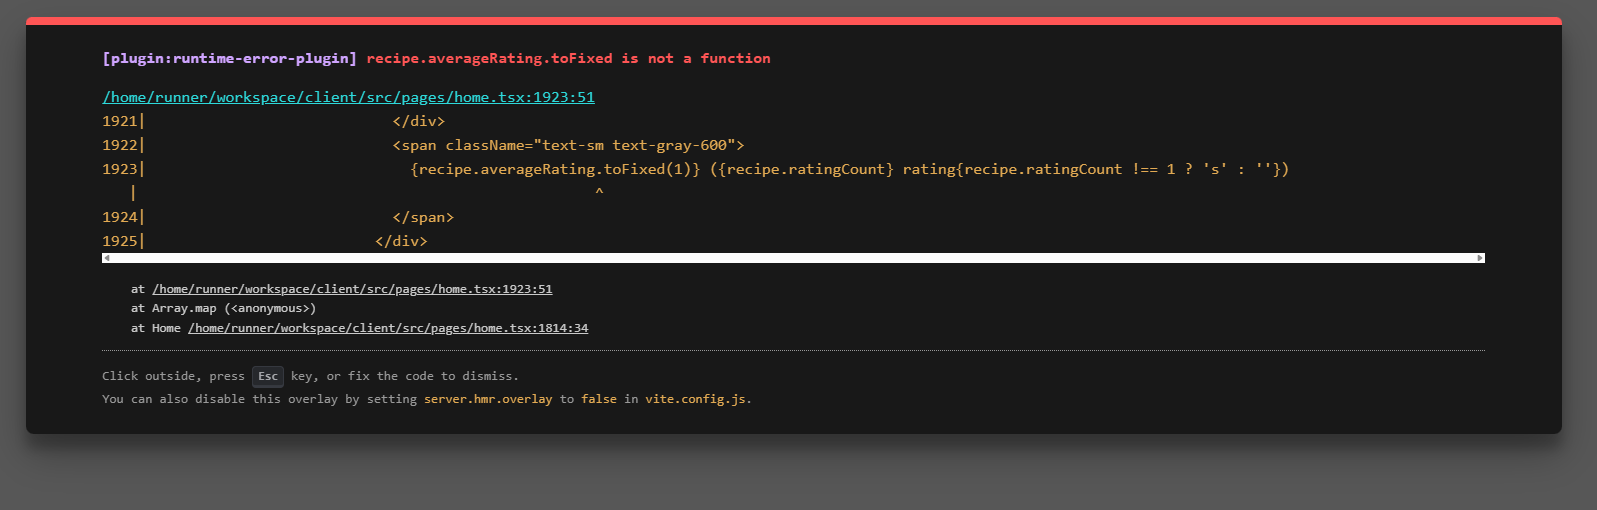 [plugin:runtime-error-plugin] recipe.averageRating.toFixed is not a function
/home/runner/workspace/client/src/pages/home.tsx:1923:51
1921|                            </div>
1922|                            <span className="text-sm text-gray-600">
1923|                              {recipe.averageRating.toFixed(1)} ({recipe.ratingCount} rating{recipe.ratingCount !== 1 ? 's' : ''})
   |                                                    ^
1924|                            </span>
1925|                          </div>
at /home/runner/workspace/client/src/pages/home.tsx:1923:51
at Array.map (<anonymous>)
at Home /home/runner/workspace/client/src/pages/home.tsx:1814:34
Click outside, press Esc key, or fix the code to dismiss.
You can also disable this overlay by setting server.hmr.overlay to false in vite.config.js.